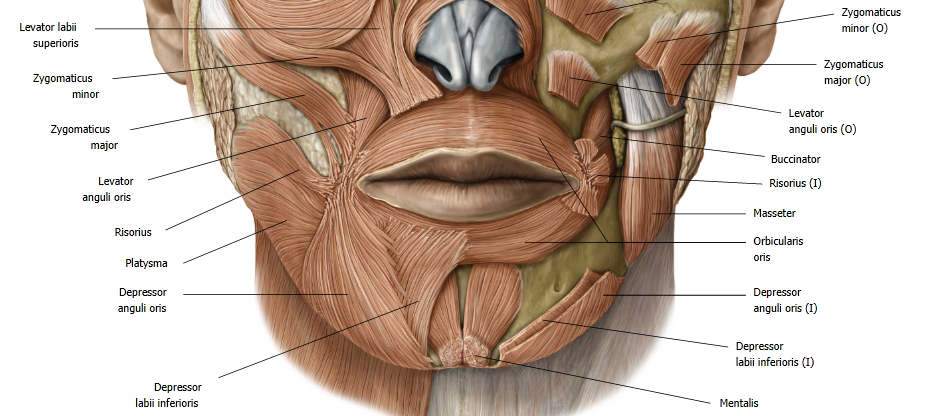 Levator labii
superioris
Zygomaticus
minor
Zygomaticus
major
Levator
anguli oris
Risorius
Platysma
Depressor
anguli oris
Depressor
labii inferioris
Zygomaticus
minor (O)
Zygomaticus
major (O)
Levator
anguli oris (O)
Buccinator
Risorius (I)
Masseter
Orbicularis
oris
Depressor
anguli oris (I)
Depressor
labii inferioris (I)
Mentalis